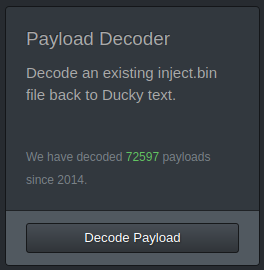 Payload Decoder
Decode an existing inject.bin
file back to Ducky text.
We have decoded 72597 payloads
since 2014.
Decode Payload